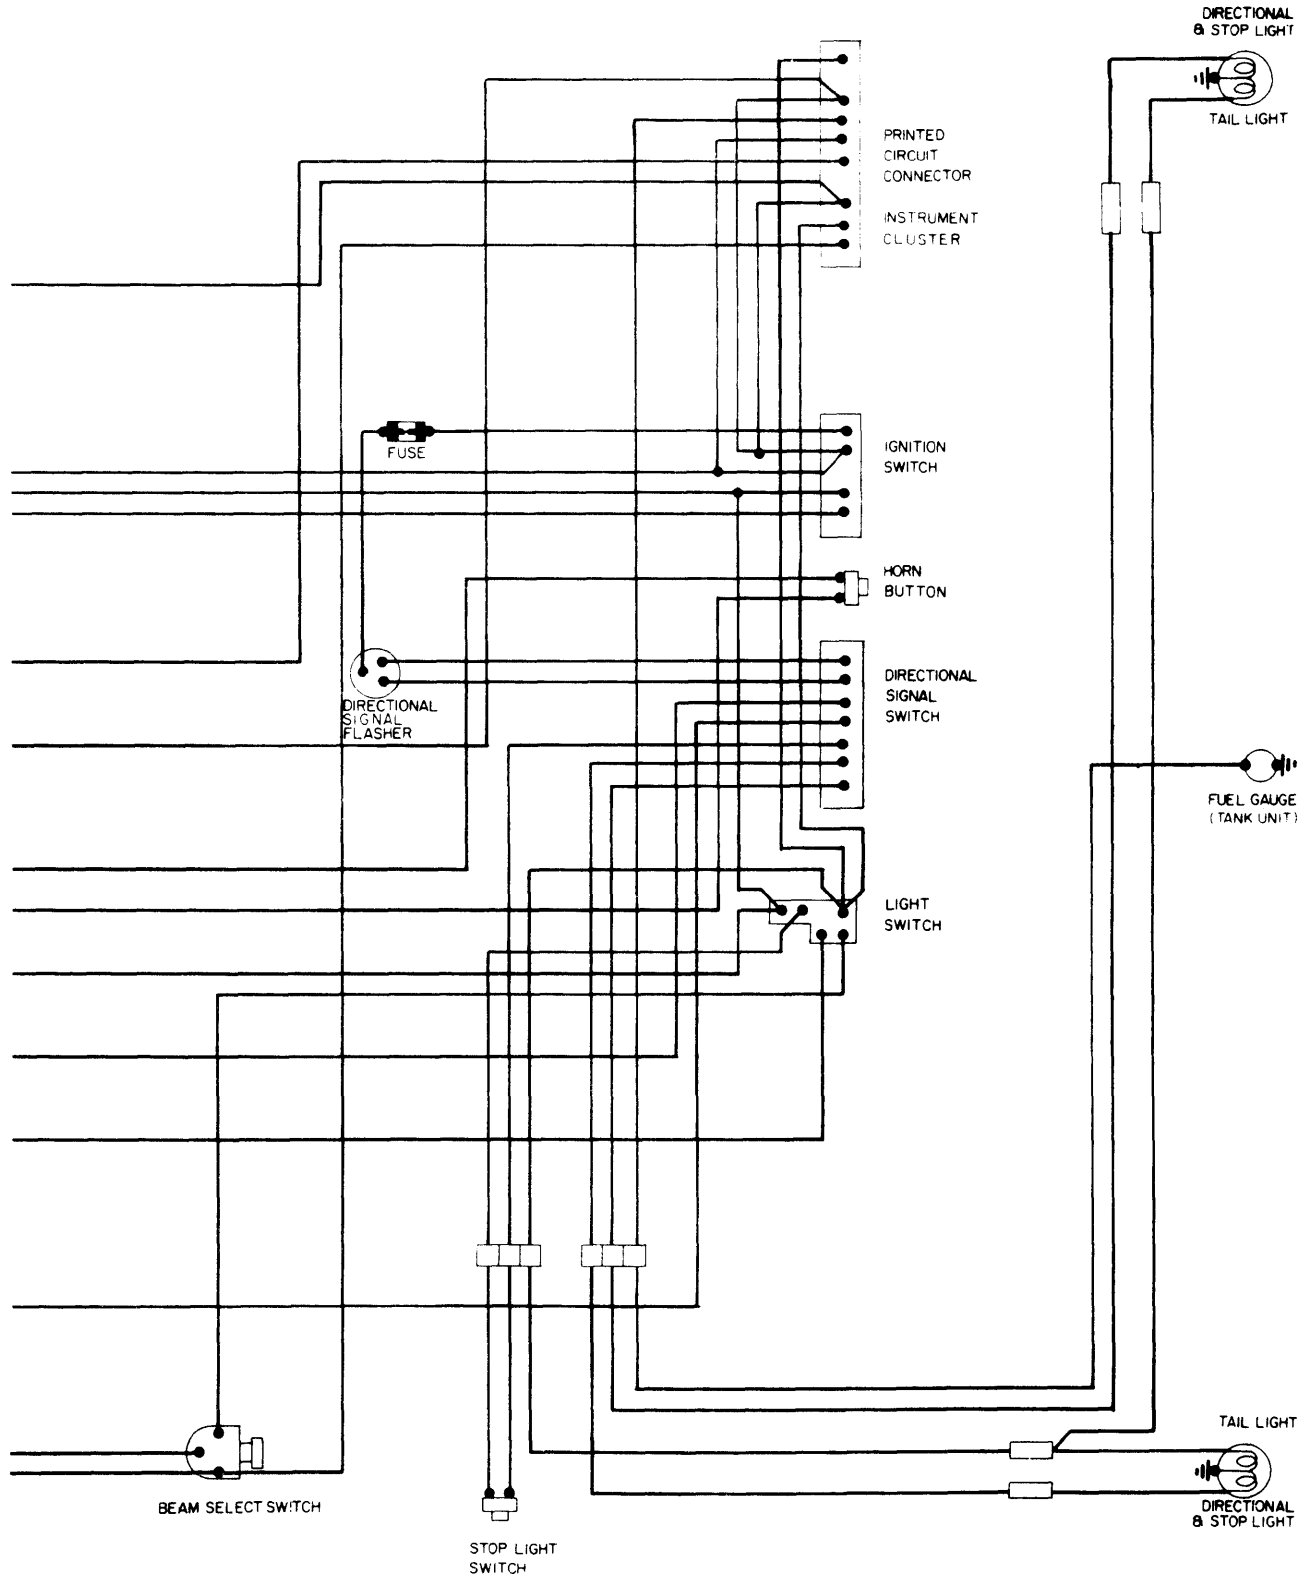 DIRECTIONAL
& STOP LIGHT
TAIL LIGHT
PRINTED
CIRCUIT
CONNECTOR
INSTRUMENT
CLUSTER
FUSE
IGNITION
SWITCH
HORN
BUTTON
DIRECTIONAL
SIGNAL
FLASHER
DIRECTIONAL
SIGNAL
SWITCH
FUEL GAUGE
(TANK UNIT)
LIGHT
SWITCH
TAIL LIGHT
DIRECTIONAL
& STOP LIGHT
BEAM SELECT SWITCH
STOP LIGHT
SWITCH